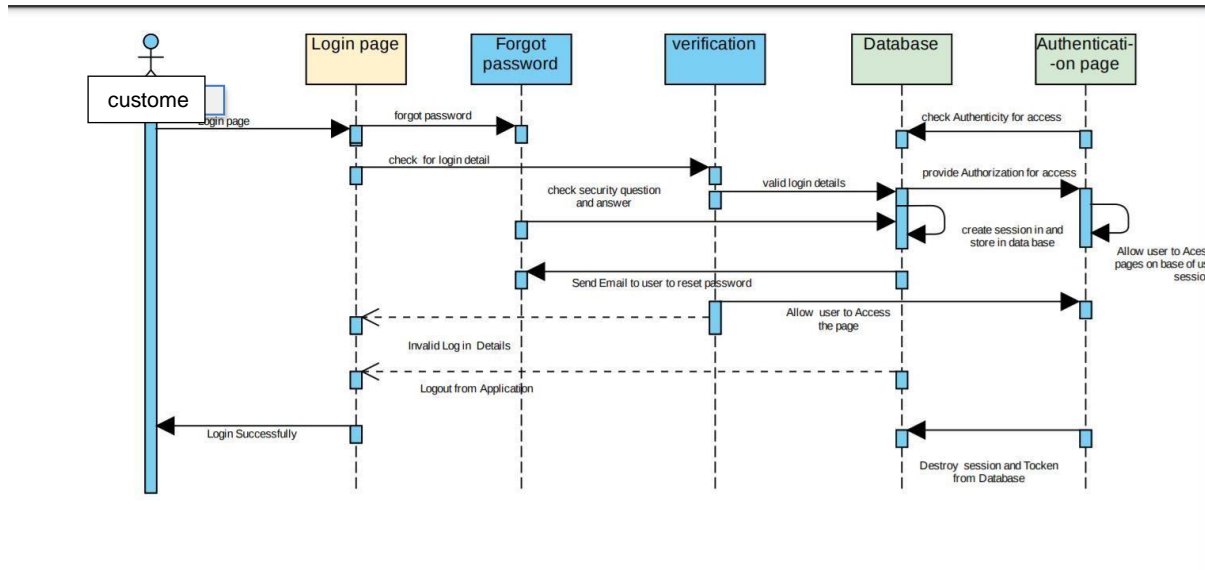 Login page
Forgot
password
verification
Database
Authenticati-
-on page
custome
Login page
forgot password
check Authenticity for access
check for login detail
valid login details
provide Authorization for access
check security question
and answer
create session in and
store in data base
Allow user to Aces
pages on base of us
sessio
Send Email to user to reset password
Allow user to Access
the page
Invalid Log in Details
Logout from Application
Login Successfully
Destroy session and Tocken
from Database